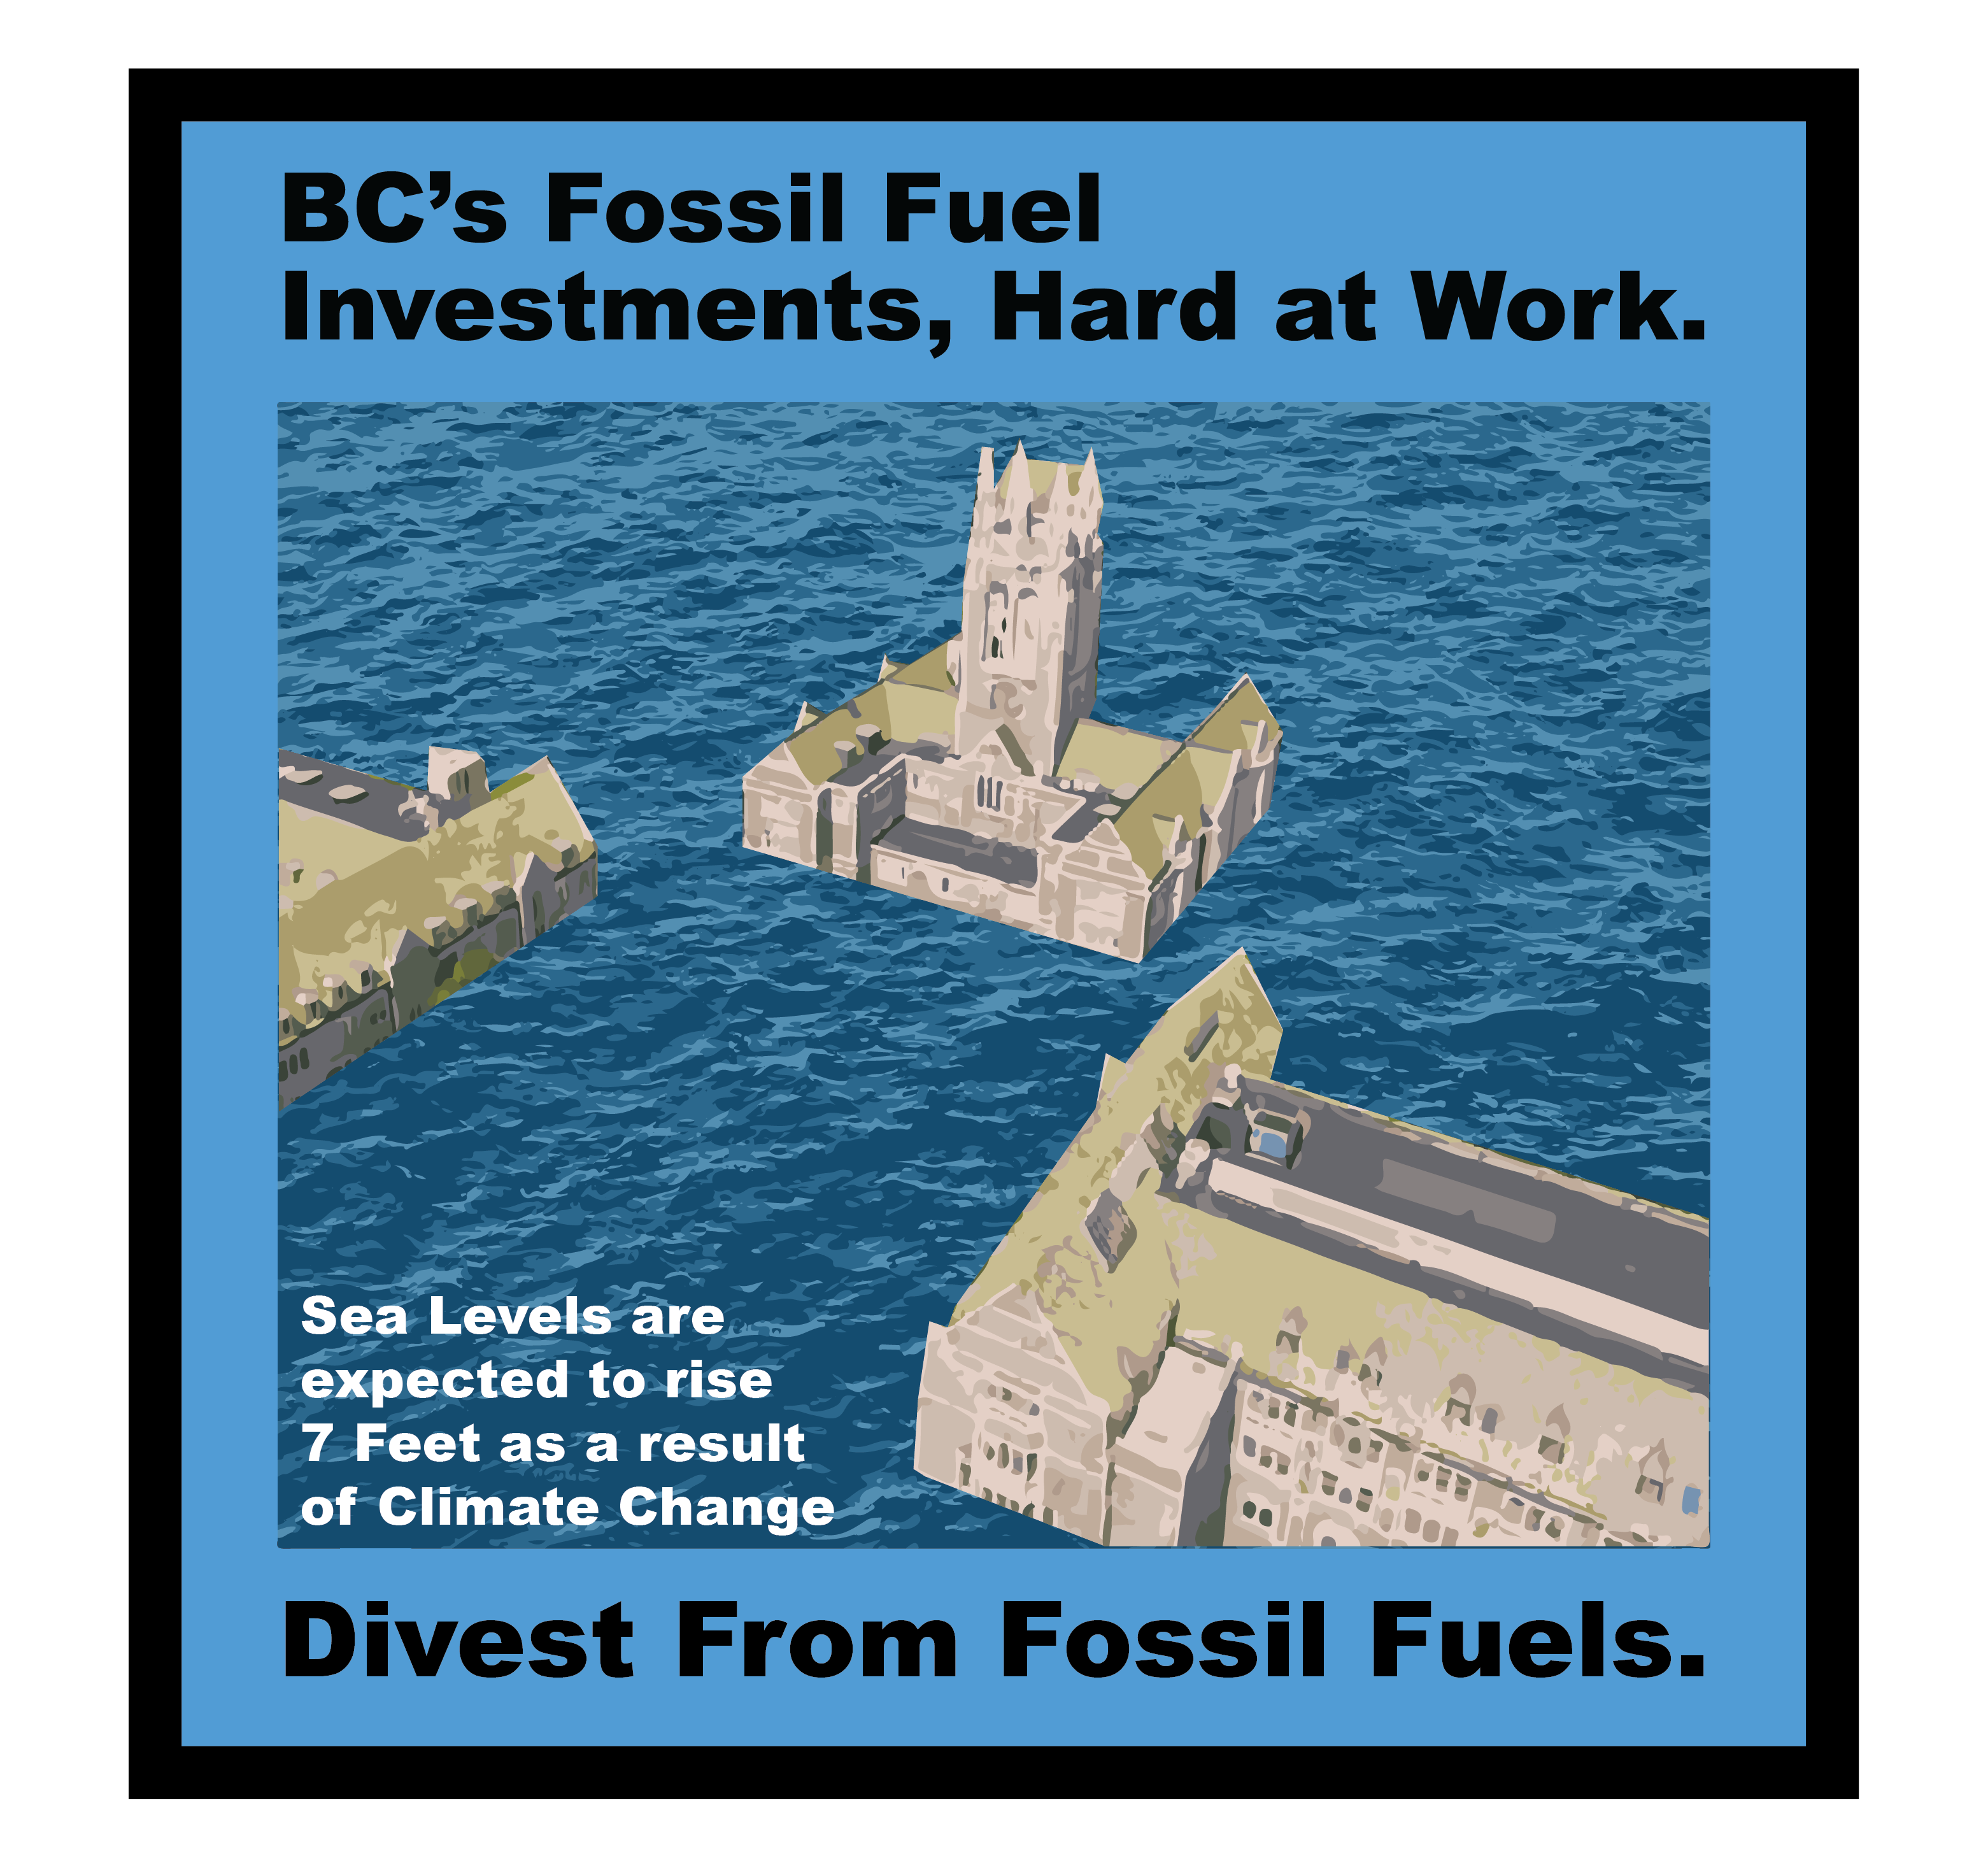 BC’s Fossil Fuel
Investments, Hard at Work.
Sea Levels are
expected to rise
7 Feet as a result
of Climate Change
Divest From Fossil Fuels.